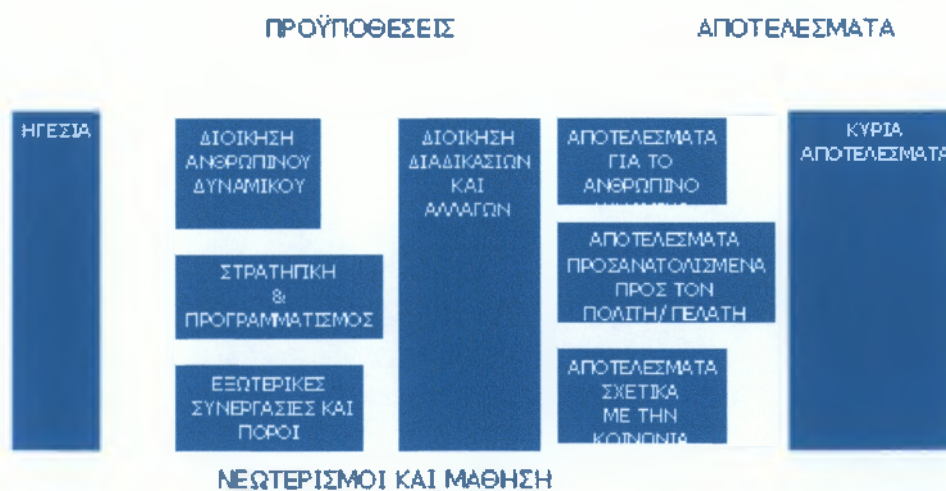 ΠΡΟΫΠΟΘΕΣΕΙΣ
ΑΠΟΤΕΛΕΣΜΑΤΑ
ΗΓΕΣΙΑ
ΔΙΟΙΚΗΣΗ
ΑΝΘΡΩΠΙΝΟΥ
ΔΥΝΑΜΙΚΟΥ
ΣΤΡΑΤΗΓΙΚΗ
&
ΠΡΟΓΡΑΜΜΑΤΙΣΜΟΣ
ΕΞΩΤΕΡΙΚΕΣ
ΣΥΝΕΡΓΑΣΙΕΣ ΚΑΙ
ΠΟΡΟΙ
ΔΙΟΙΚΗΣΗ
ΔΙΑΔΙΚΑΣΙΩΝ
ΚΑΙ
ΑΛΛΑΓΩΝ
ΑΠΟΤΕΛΕΣΜΑΤΑ
ΓΙΑ ΤΟ
ΑΝΘΡΩΠΙΝΟ
ΑΠΟΤΕΛΕΣΜΑΤΑ
ΠΡΟΣΑΝΑΤΟΛΙΣΜΕΝΑ
ΠΡΟΣ ΤΟΝ
ΠΟΛΙΤΗ/ ΠΕΛΑΤΗ
ΑΠΟΤΕΛΕΣΜΑΤΑ
ΣΧΕΤΙΚΑ
ΜΕ ΤΗΝ
ΚΟΙΝΩΝΙΑ
ΚΥΡΙΑ
ΑΠΟΤΕΛΕΣΜΑΤΑ
ΝΕΩΤΕΡΙΣΜΟΙ ΚΑΙ ΜΑΘΗΣΗ